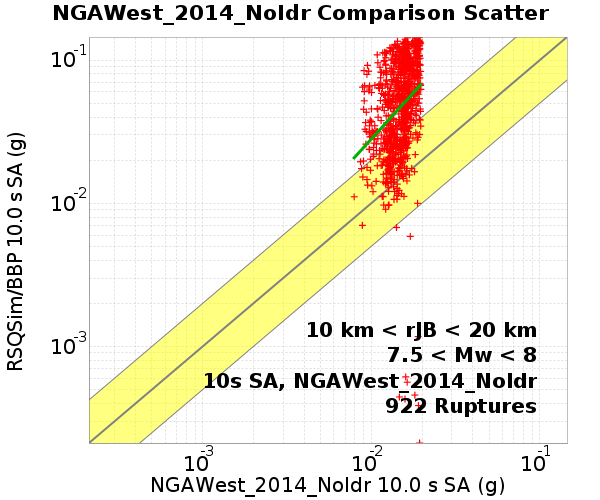 NGAWest_2014_NoIdr Comparison Scatter
RSQSim/BBP 10.0 s SA (g)
10⁻¹
10⁻²
10⁻³
10 km < rJB < 20 km
7.5 < Mw < 8
10s SA, NGAWest_2014_NoIdr
922 Ruptures
10⁻³ 10⁻² 10⁻¹
NGAWest_2014_NoIdr 10.0 s SA (g)